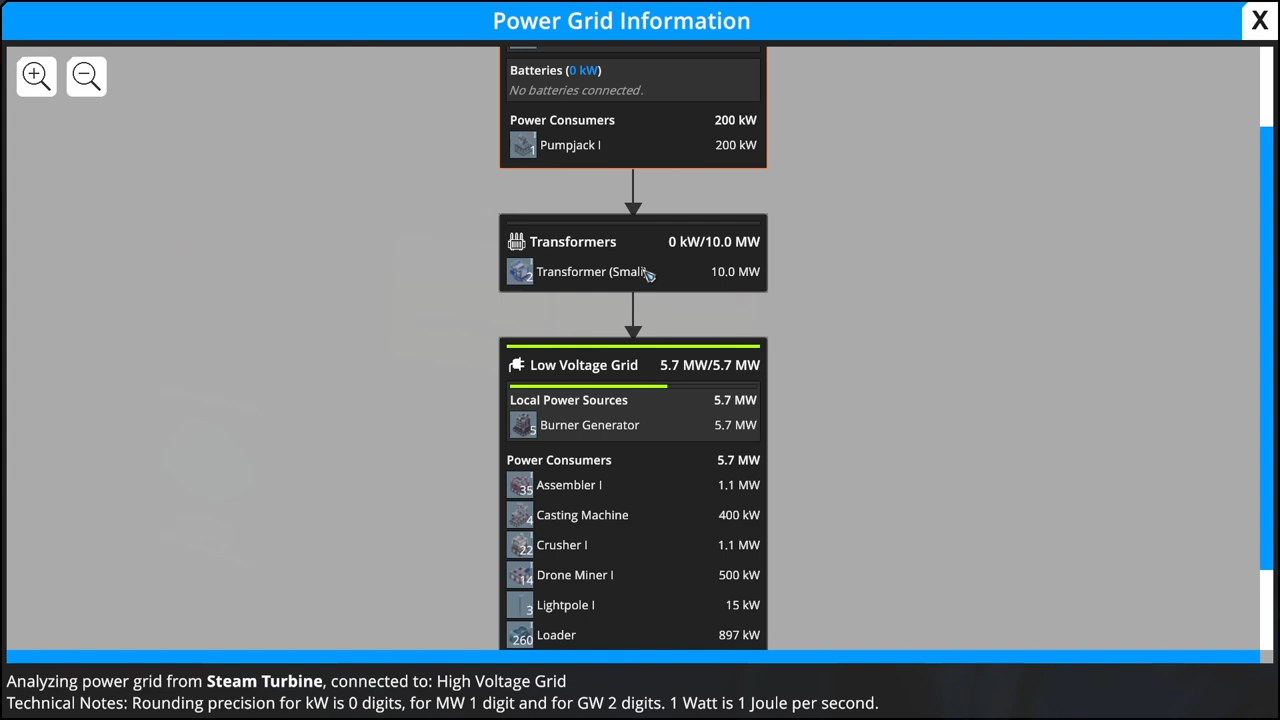 Power Grid Information
X
Batteries (0 kW)
No batteries connected.
Power Consumers 200 kW
1 Pumpjack I 200 kW
Transformers 0 kW/10.0 MW
2 Transformer (Small) 10.0 MW
Low Voltage Grid 5.7 MW/5.7 MW
Local Power Sources 5.7 MW
5 Burner Generator 5.7 MW
Power Consumers 5.7 MW
35 Assembler I 1.1 MW
4 Casting Machine 400 kW
22 Crusher I 1.1 MW
14 Drone Miner I 500 kW
3 Lightpole I 15 kW
260 Loader 897 kW
Analyzing power grid from Steam Turbine, connected to: High Voltage Grid
Technical Notes: Rounding precision for kW is 0 digits, for MW 1 digit and for GW 2 digits. 1 Watt is 1 Joule per second.